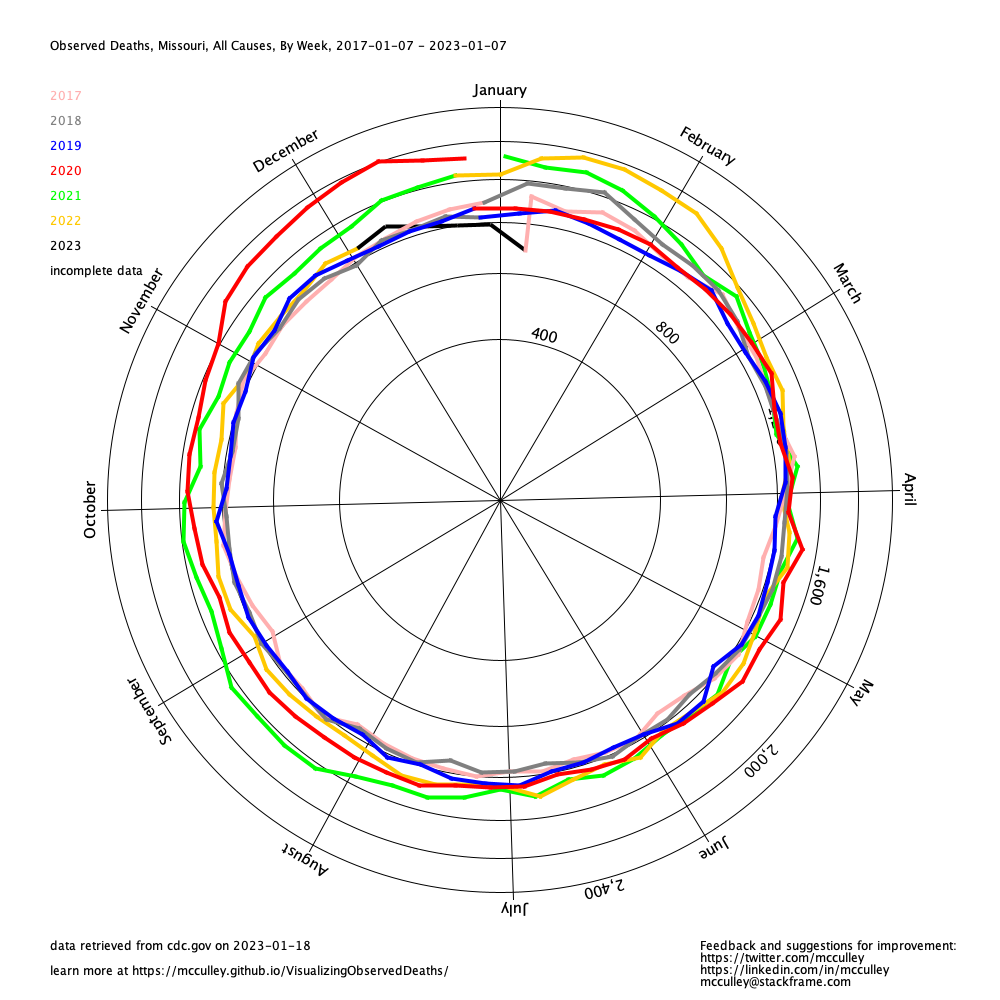 Observed Deaths, Missouri, All Causes, By Week, 2017-01-07 - 2023-01-07
January
2017
2018
2019
2020
2021
2022
2023
incomplete data
December
February
November
March
400
800
October
April
1,600
September
May
2,000
August
June
2,400
July
data retrieved from cdc.gov on 2023-01-18
learn more at https://mcculley.github.io/VisualizingObservedDeaths/
Feedback and suggestions for improvement:
https://twitter.com/mcculley
https://linkedin.com/in/mcculley
mcculley@stackframe.com